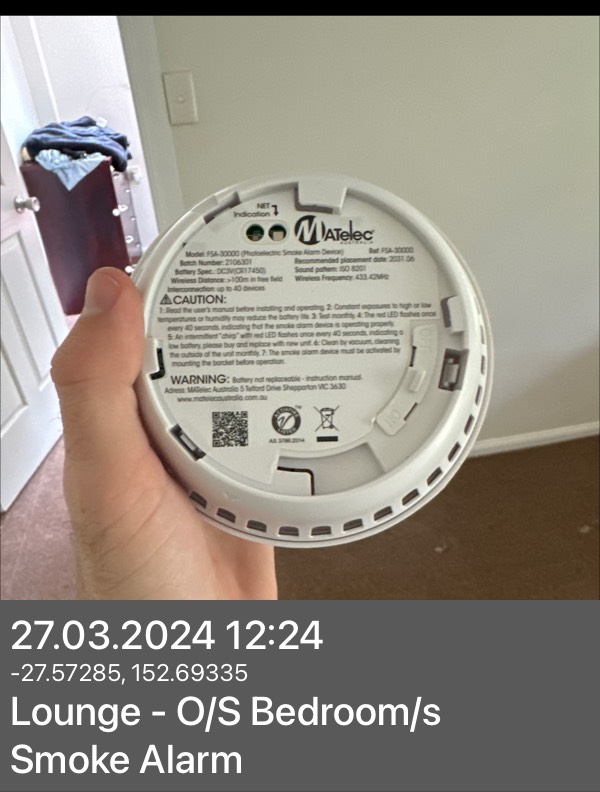 NET
Indication
MATelec
AUSTRALIA
Model: FSA-30000 (Photoelectric Smoke Alarm Device) Ref: FSA-30000
Batch Number: 2106301 Recommended placement date: 2031.06
Battery Spec.: DC3V(CR17450) Sound pattern: ISO 8201
Wireless Distance: >100m in free field Wireless Frequency: 433.42MHz
Interconnection: up to 40 devices
CAUTION:
1: Read the user's manual before installing and operating. 2: Constant exposures to high or low
temperatures or humidity may reduce the battery life. 3: Test monthly. 4: The red LED flashes once
every 40 seconds, indicating that the smoke alarm device is operating properly.
5: An intermittent "chirp" with red LED flashes once every 40 seconds, indicating a
low battery, please buy and replace with new unit. 6: Clean by vacuum, cleaning
the outside of the unit monthly. 7: The smoke alarm device must be activated by
mounting the bracket before operation.
WARNING: Battery not replaceable - instruction manual.
Adress: MATelec Australia 5 Telford Drive Shepparton VIC 3630
www.matelecaustralia.com.au
AS 3786:2014
27.03.2024 12:24
-27.57285, 152.69335
Lounge - O/S Bedroom/s
Smoke Alarm